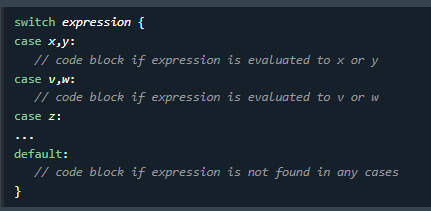 switch expression {
case x,y:
   // code block if expression is evaluated to x or y
case v,w:
   // code block if expression is evaluated to v or w
case z:
...
default:
   // code block if expression is not found in any cases
}